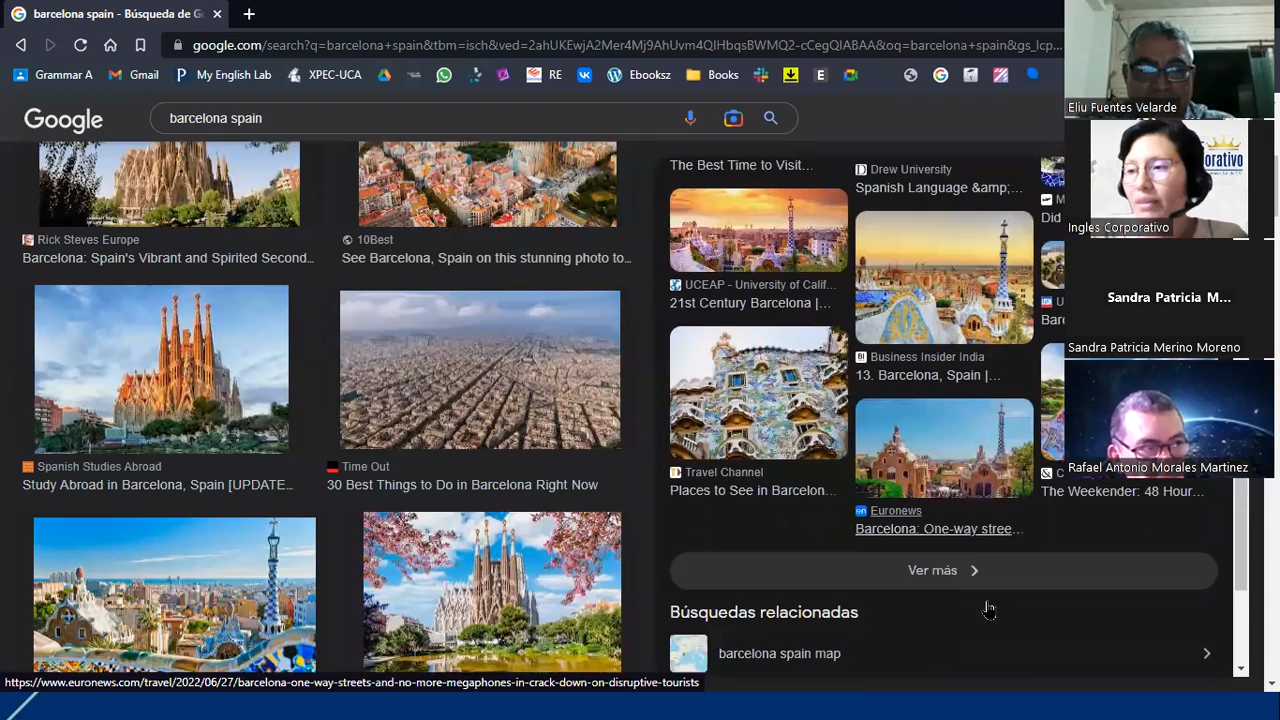 barcelona spain - Búsqueda de G
google.com/search?q=barcelona+spain&tbm=isch&ved=2ahUKEwjA2Mer4Mj9AhUvm4QIHbqsBWMQ2-cCegQIABAA&oq=barcelona+spain&gs_lcp...
Grammar A
Gmail
My English Lab
XPEC-UCA
RE
Ebooksz
Books
Google
barcelona spain
Rick Steves Europe
Barcelona: Spain's Vibrant and Spirited Second...
10Best
See Barcelona, Spain on this stunning photo to...
Spanish Studies Abroad
Study Abroad in Barcelona, Spain [UPDATE...
Time Out
30 Best Things to Do in Barcelona Right Now
The Best Time to Visit...
Drew University
Spanish Language &amp;...
UCEAP - University of Calif...
21st Century Barcelona |...
Business Insider India
13. Barcelona, Spain |...
Travel Channel
Places to See in Barcelon...
Euronews
Barcelona: One-way stree...
M
Did
U
Bar
C
The Weekender: 48 Hour...
Ver más
Búsquedas relacionadas
barcelona spain map
https://www.euronews.com/travel/2022/06/27/barcelona-one-way-streets-and-no-more-megaphones-in-crack-down-on-disruptive-tourists
Eliu Fuentes Velarde
orativo
Ingles Corporativo
Sandra Patricia M...
Sandra Patricia Merino Moreno
Rafael Antonio Morales Martinez